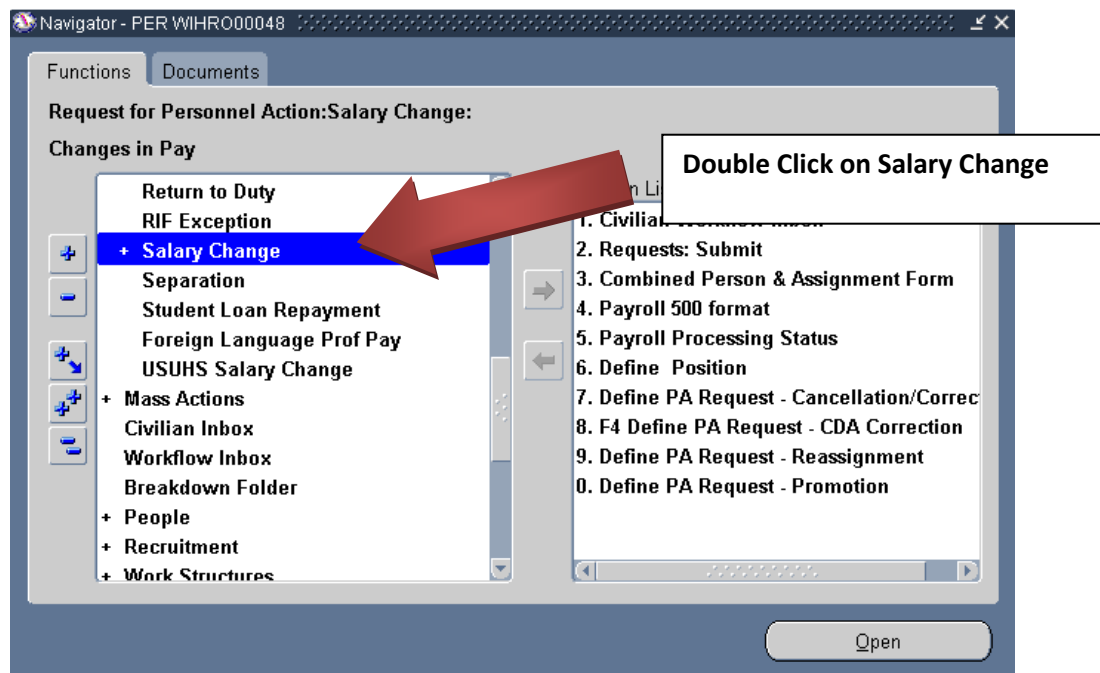 Navigator - PER WIHRO00048
Functions Documents
Request for Personnel Action:Salary Change:
Changes in Pay
Double Click on Salary Change
Return to Duty
RIF Exception
+ Salary Change
Separation
Student Loan Repayment
Foreign Language Prof Pay
USUHS Salary Change
+ Mass Actions
Civilian Inbox
Workflow Inbox
Breakdown Folder
+ People
+ Recruitment
+ Work Structures
1. Civilian Workflow Inbox
2. Requests: Submit
3. Combined Person & Assignment Form
4. Payroll 500 format
5. Payroll Processing Status
6. Define Position
7. Define PA Request - Cancellation/Correc
8. F4 Define PA Request - CDA Correction
9. Define PA Request - Reassignment
0. Define PA Request - Promotion
Open